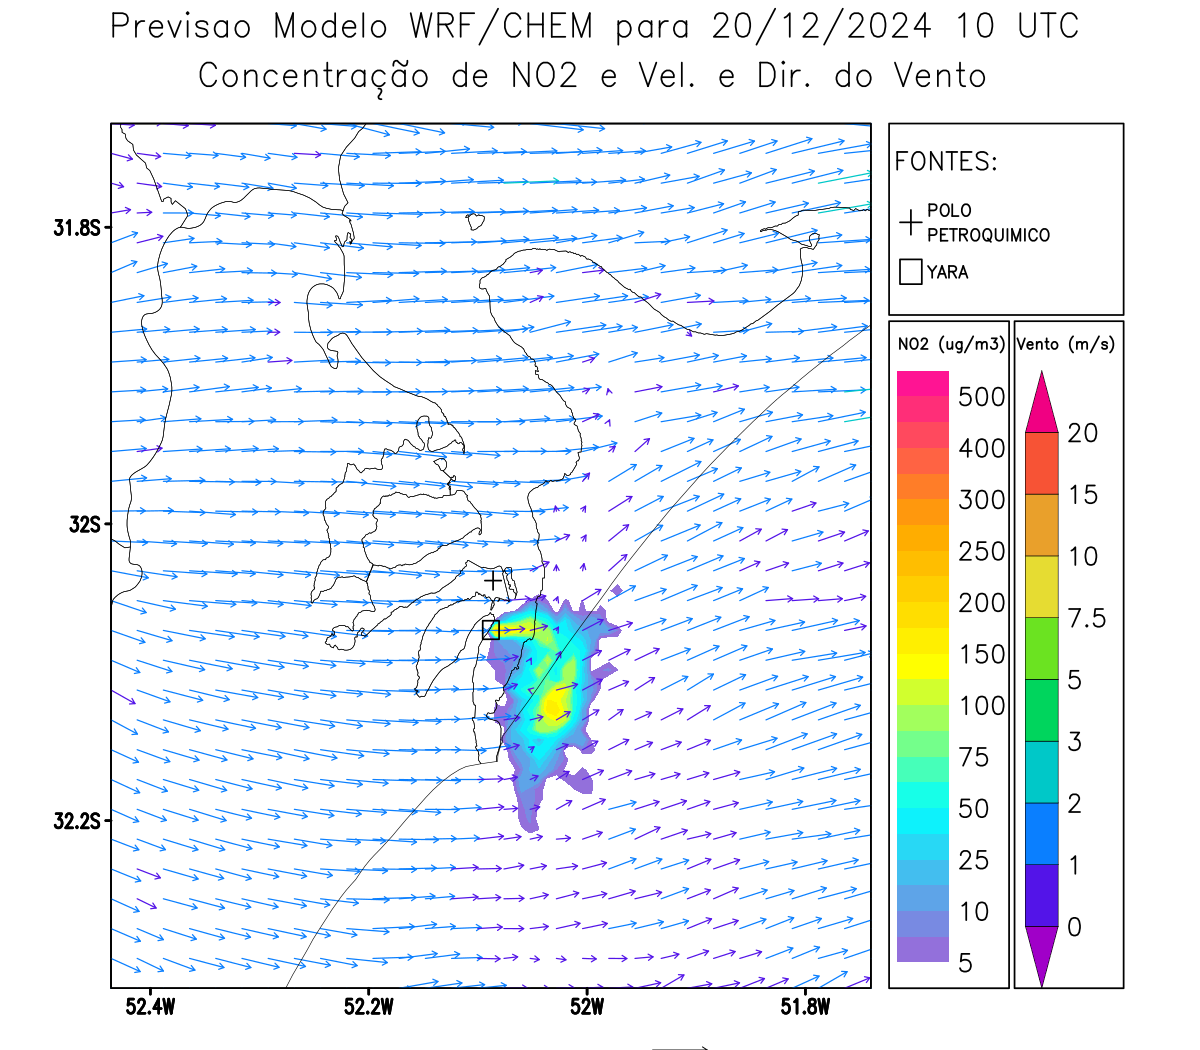 Previsao Modelo WRF/CHEM para 20/12/2024 10 UTC
Concentração de NO2 e Vel. e Dir. do Vento
FONTES:
POLO
PETROQUIMICO
YARA
NO2 (ug/m3)
500
400
300
250
200
150
100
75
50
25
10
5
Vento (m/s)
20
15
10
7.5
5
3
2
1
0
31.8S
32S
32.2S
52.4W
52.2W
52W
51.8W